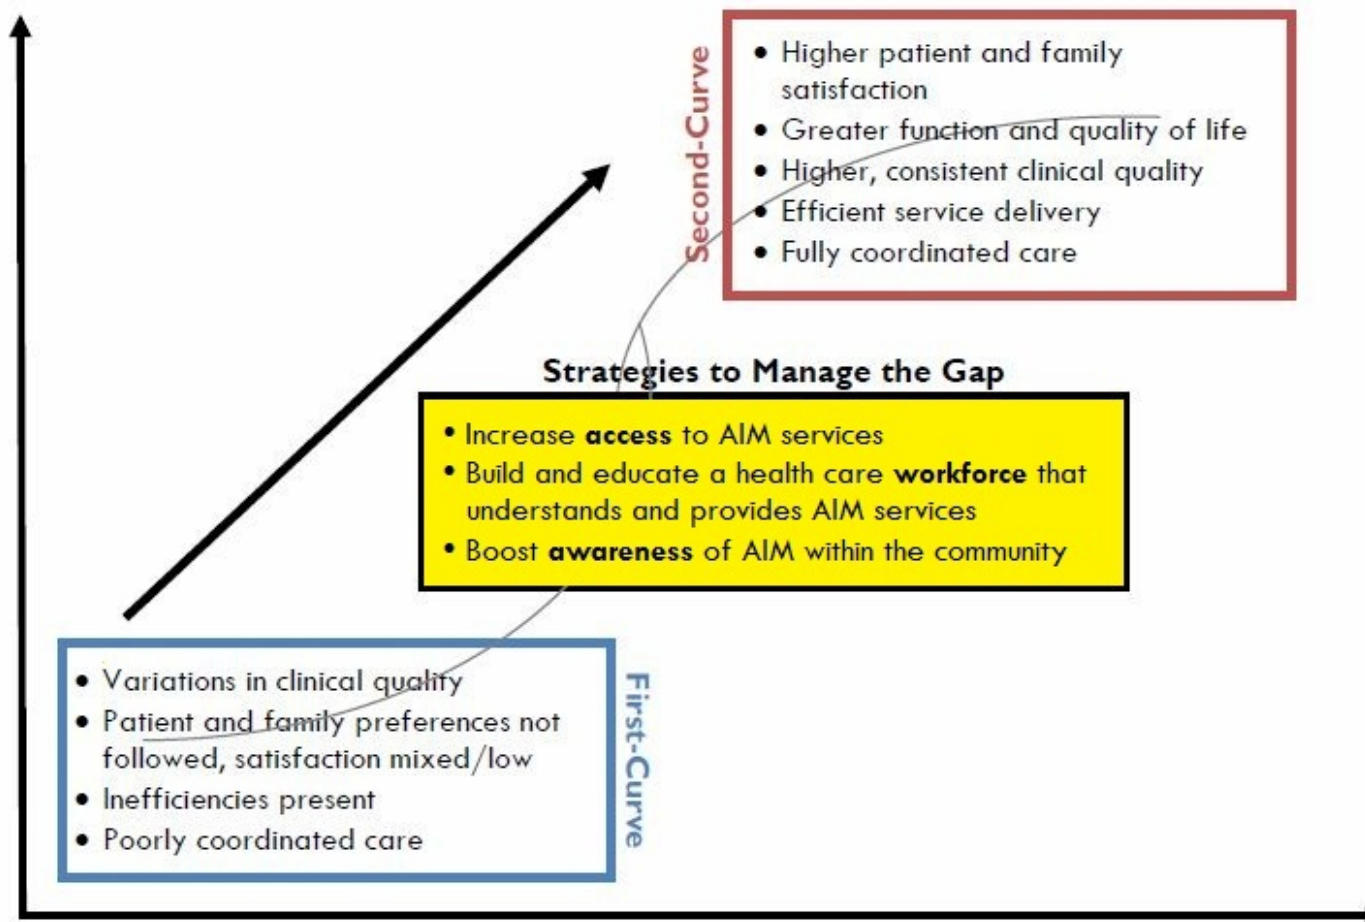 Second-Curve
• Higher patient and family
satisfaction
• Greater function and quality of life
• Higher, consistent clinical quality
• Efficient service delivery
• Fully coordinated care
Strategies to Manage the Gap
• Increase access to AIM services
• Build and educate a health care workforce that
understands and provides AIM services
• Boost awareness of AIM within the community
• Variations in clinical quality
• Patient and family preferences not
followed, satisfaction mixed/low
• Inefficiencies present
• Poorly coordinated care
First-Curve